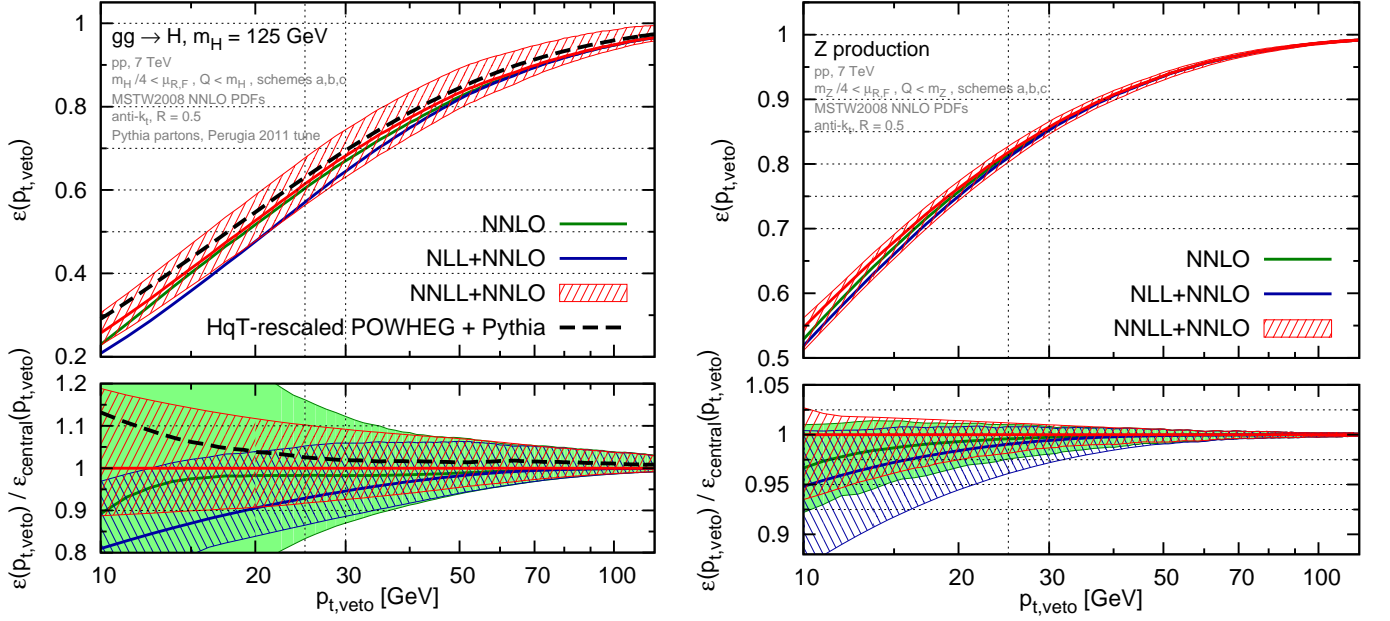 gg → H, m_H = 125 GeV
pp, 7 TeV
m_H /4 < μ_R,F , Q < m_H , schemes a,b,c
MSTW2008 NNLO PDFs
anti-k_t, R = 0.5
Pythia partons, Perugia 2011 tune
ε(p_t,veto)
1
0.8
0.6
0.4
0.2
NNLO
NLL+NNLO
NNLL+NNLO
HqT-rescaled POWHEG + Pythia
ε(p_t,veto) / ε_central(p_t,veto)
1.2
1.1
1
0.9
0.8
10 20 30 50 70 100
p_t,veto [GeV]
Z production
pp, 7 TeV
m_Z /4 < μ_R,F , Q < m_Z , schemes a,b,c
MSTW2008 NNLO PDFs
anti-k_t, R = 0.5
ε(p_t,veto)
1
0.9
0.8
0.7
0.6
0.5
NNLO
NLL+NNLO
NNLL+NNLO
ε(p_t,veto) / ε_central(p_t,veto)
1.05
1
0.95
0.9
10 20 30 50 70 100
p_t,veto [GeV]